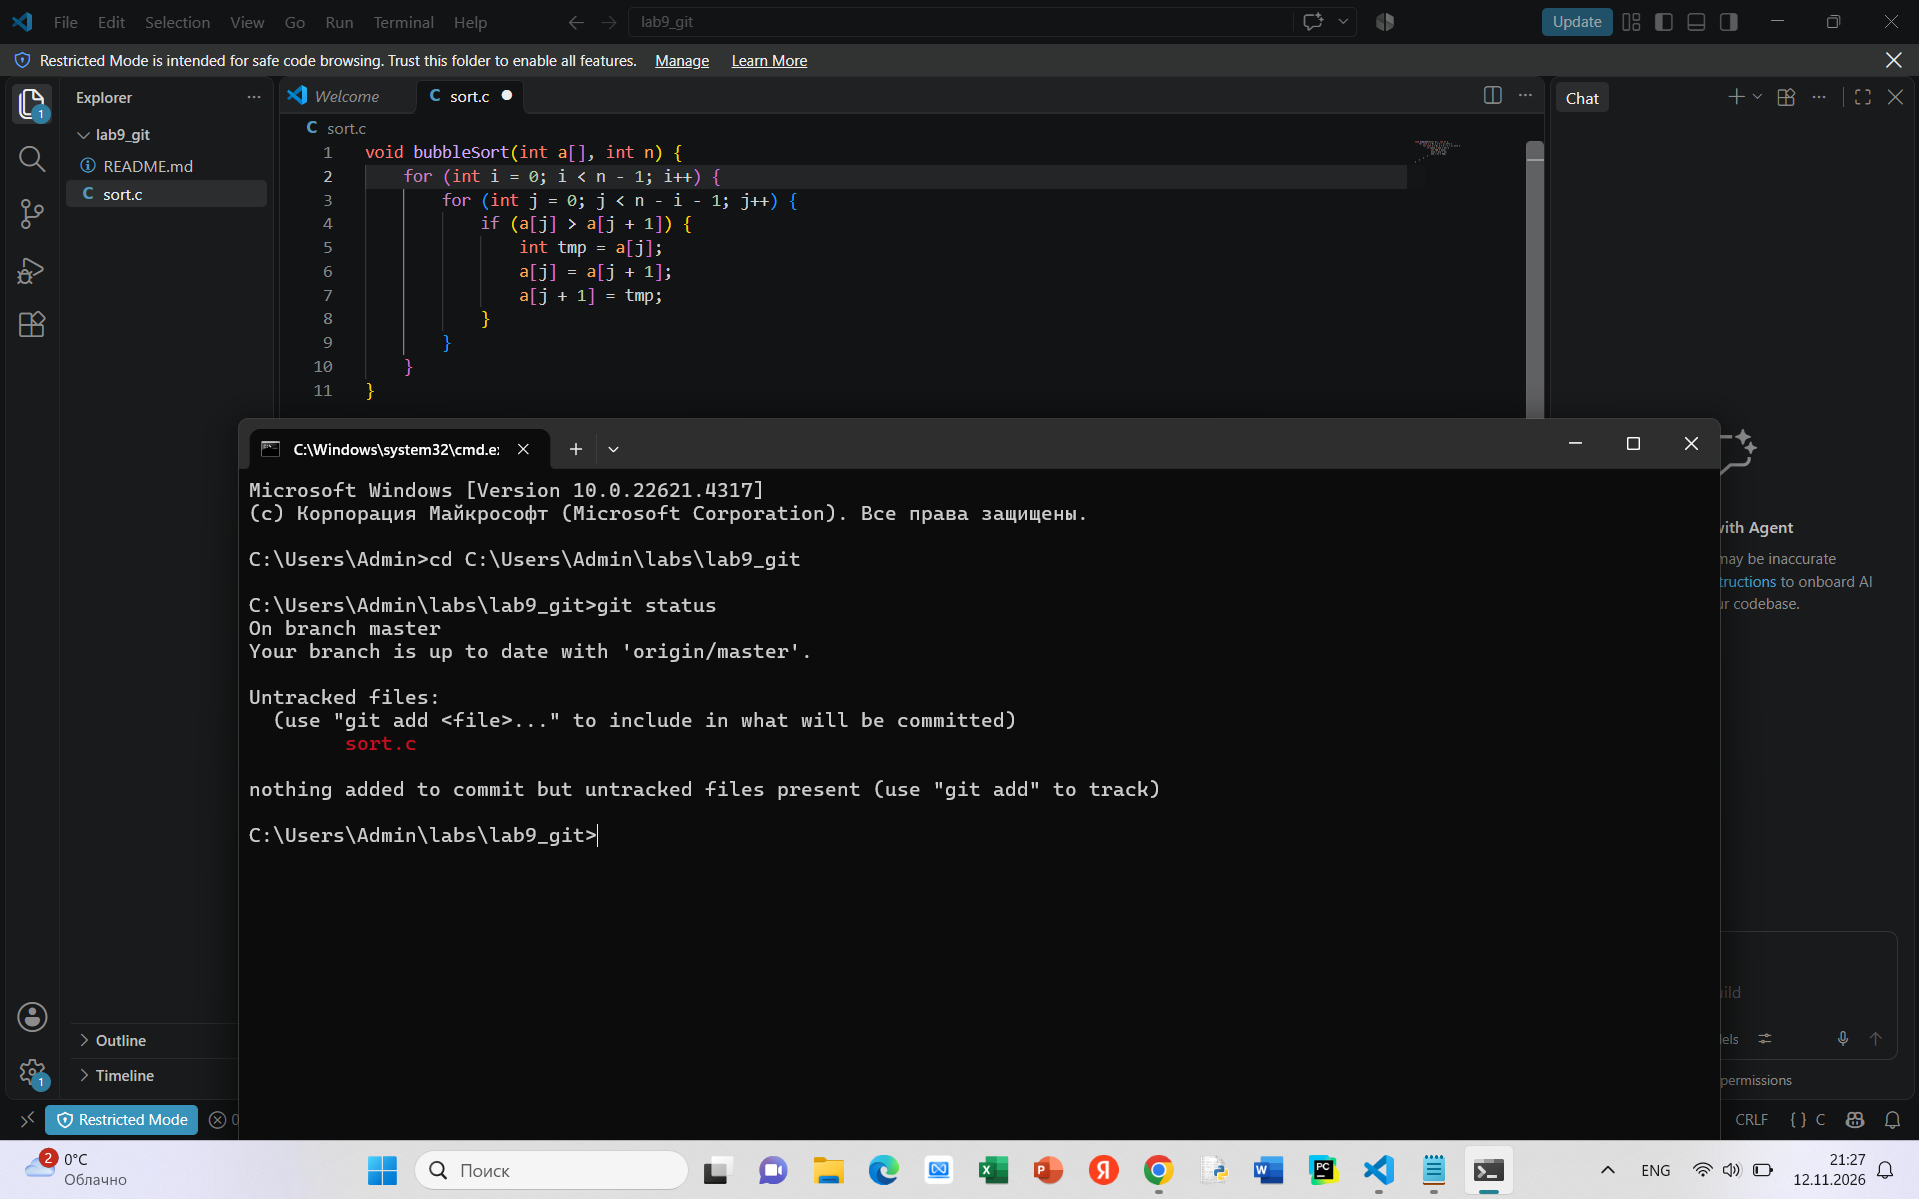 File Edit Selection View Go Run Terminal Help lab9_git Update
Restricted Mode is intended for safe code browsing. Trust this folder to enable all features. Manage Learn More
Explorer
lab9_git
README.md
sort.c
1
Welcome
sort.c
C sort.c
1 void bubbleSort(int a[], int n) {
2 for (int i = 0; i < n - 1; i++) {
3 for (int j = 0; j < n - i - 1; j++) {
4 if (a[j] > a[j + 1]) {
5 int tmp = a[j];
6 a[j] = a[j + 1];
7 a[j + 1] = tmp;
8 }
9 }
10 }
11 }
Chat
C:\Windows\system32\cmd.e
Microsoft Windows [Version 10.0.22621.4317]
(c) Корпорация Майкрософт (Microsoft Corporation). Все права защищены.
C:\Users\Admin>cd C:\Users\Admin\labs\lab9_git
C:\Users\Admin\labs\lab9_git>git status
On branch master
Your branch is up to date with 'origin/master'.
Untracked files:
(use "git add <file>..." to include in what will be committed)
sort.c
nothing added to commit but untracked files present (use "git add" to track)
C:\Users\Admin\labs\lab9_git>
with Agent
may be inaccurate
tructions to onboard AI
codebase.
permissions
Outline
Timeline
1
Restricted Mode
0
CRLF {} C
2
0°C
Облачно
Поиск
ENG
21:27
12.11.2026